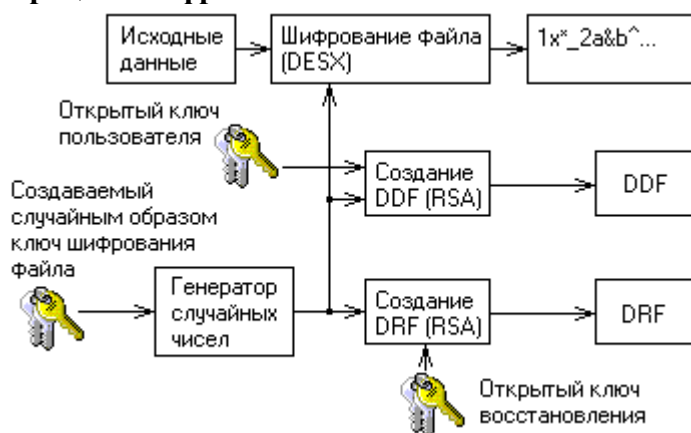 Исходные
данные
Шифрование файла
(DESX)
1x*_2a&b^...
Открытый ключ
пользователя
Создание
DDF (RSA)
DDF
Создаваемый
случайным образом
ключ шифрования
файла
Генератор
случайных
чисел
Создание
DRF (RSA)
DRF
Открытый ключ
восстановления